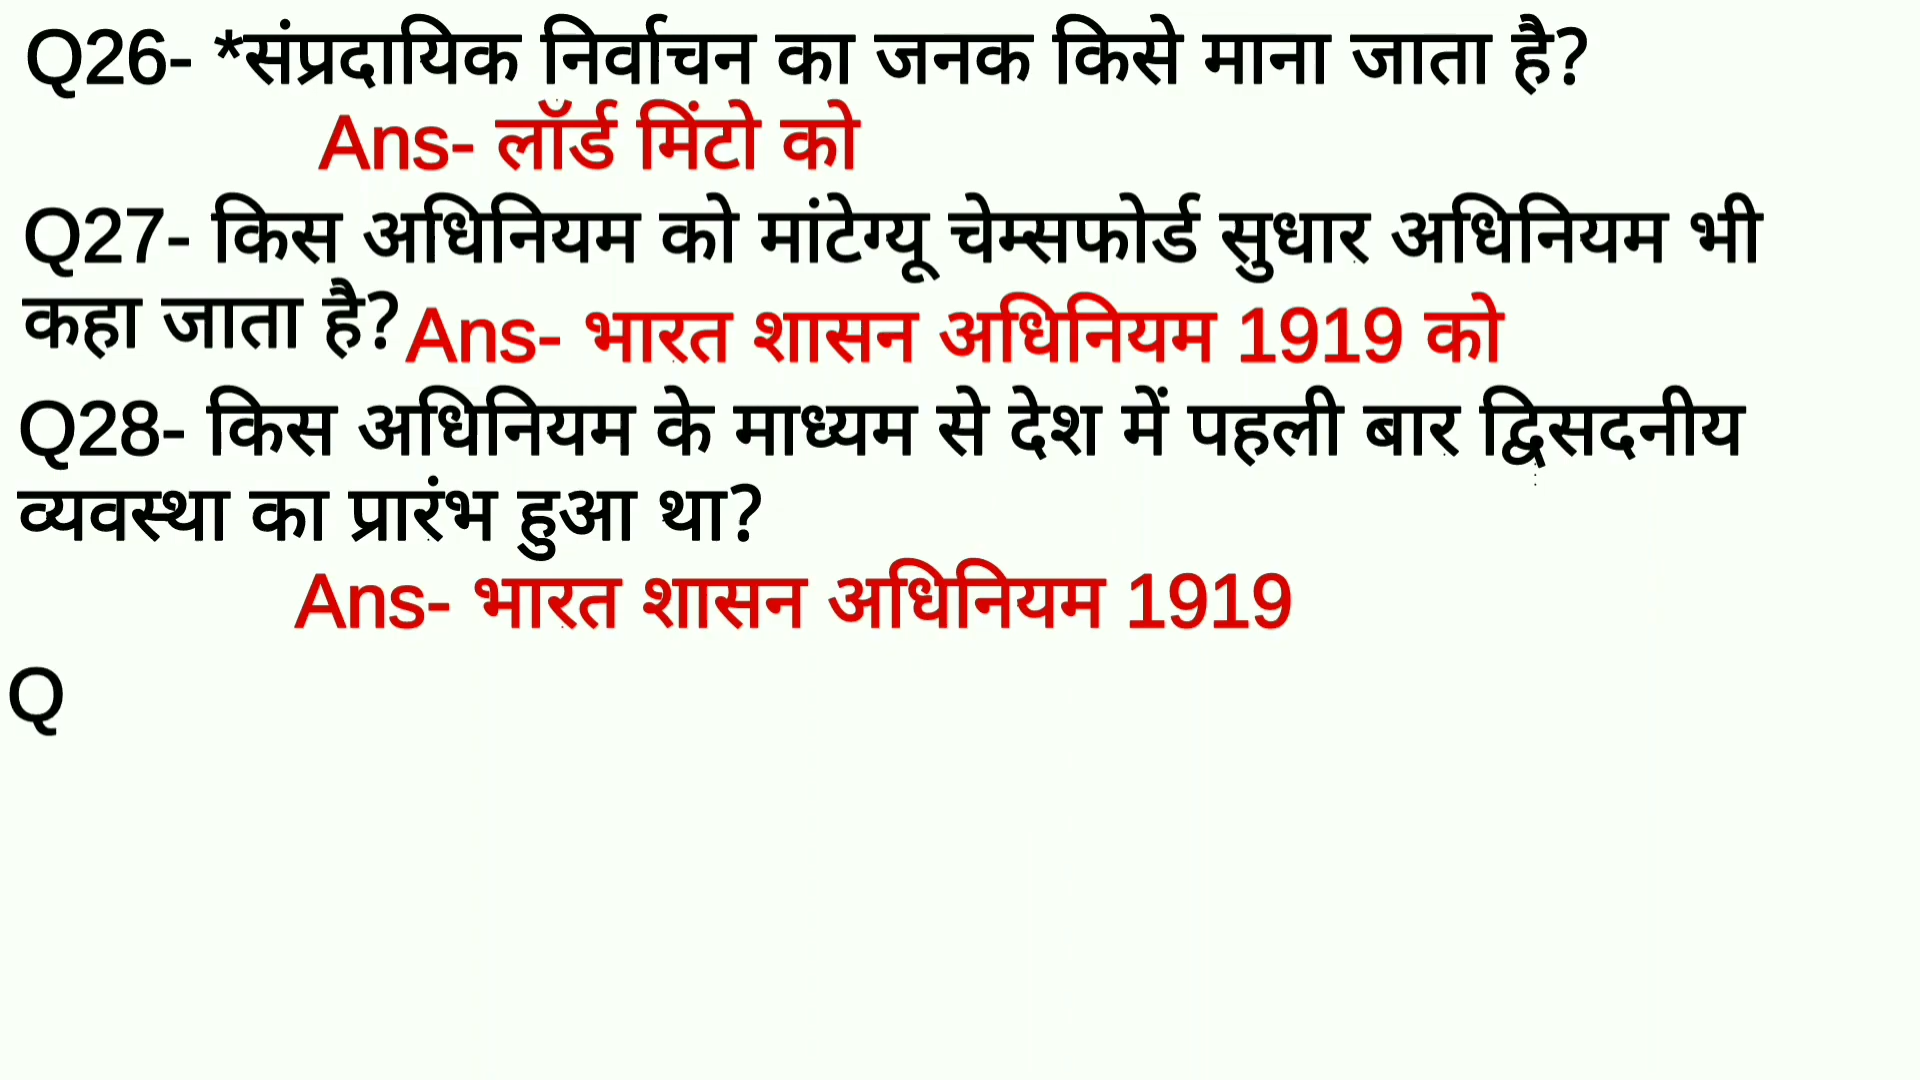 Q26- *संप्रदायिक निर्वाचन का जनक किसे माना जाता है?
Ans- लॉर्ड मिंटो को
Q27- किस अधिनियम को मांटेग्यू चेम्सफोर्ड सुधार अधिनियम भी
कहा जाता है? Ans- भारत शासन अधिनियम 1919 को
Q28- किस अधिनियम के माध्यम से देश में पहली बार द्विसदनीय
व्यवस्था का प्रारंभ हुआ था?
Ans- भारत शासन अधिनियम 1919
Q